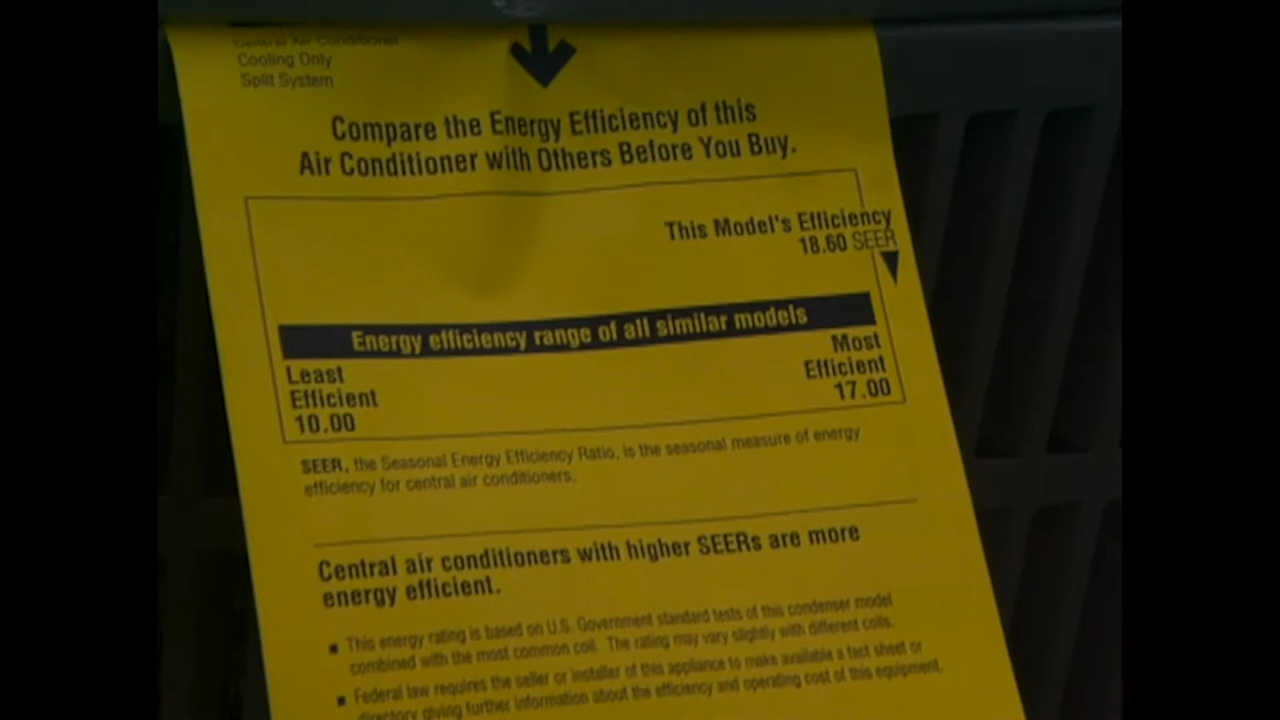 Central Air Conditioner
Cooling Only
Split System
Compare the Energy Efficiency of this
Air Conditioner with Others Before You Buy.
This Model's Efficiency
18.60 SEER
Energy efficiency range of all similar models
Least
Efficient
10.00
Most
Efficient
17.00
SEER, the Seasonal Energy Efficiency Ratio, is the seasonal measure of energy
efficiency for central air conditioners.
Central air conditioners with higher SEERs are more
energy efficient.
▪ This energy rating is based on U.S. Government standard tests of this condenser model
combined with the most common coil. The rating may vary slightly with different coils.
▪ Federal law requires the seller or installer of this appliance to make available a fact sheet or
directory giving further information about the efficiency and operating cost of this equipment.